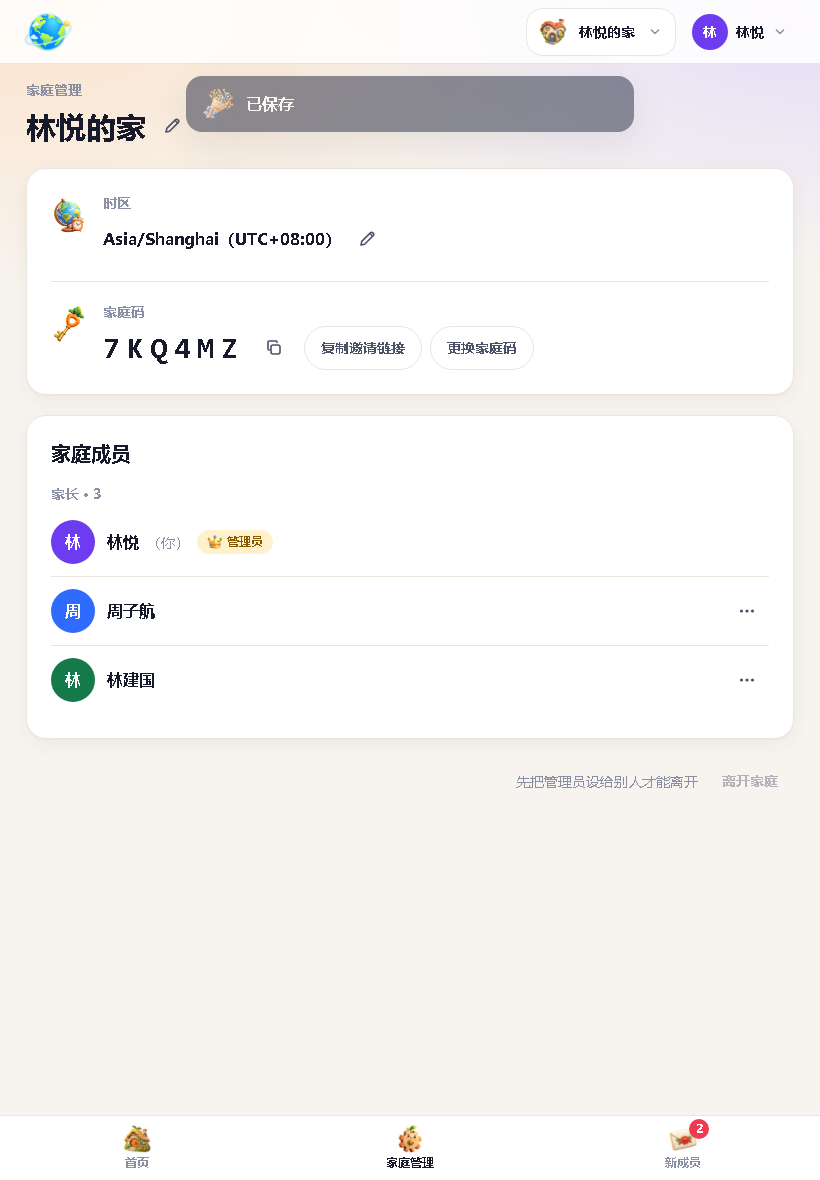 林悦的家
林
林悦
家庭管理
林悦的家
已保存
时区
Asia/Shanghai（UTC+08:00）
家庭码
7KQ4MZ
复制邀请链接
更换家庭码
家庭成员
家长 • 3
林
林悦
（你）
管理员
周
周子航
林
林建国
先把管理员设给别人才能离开
离开家庭
首页
家庭管理
2
新成员